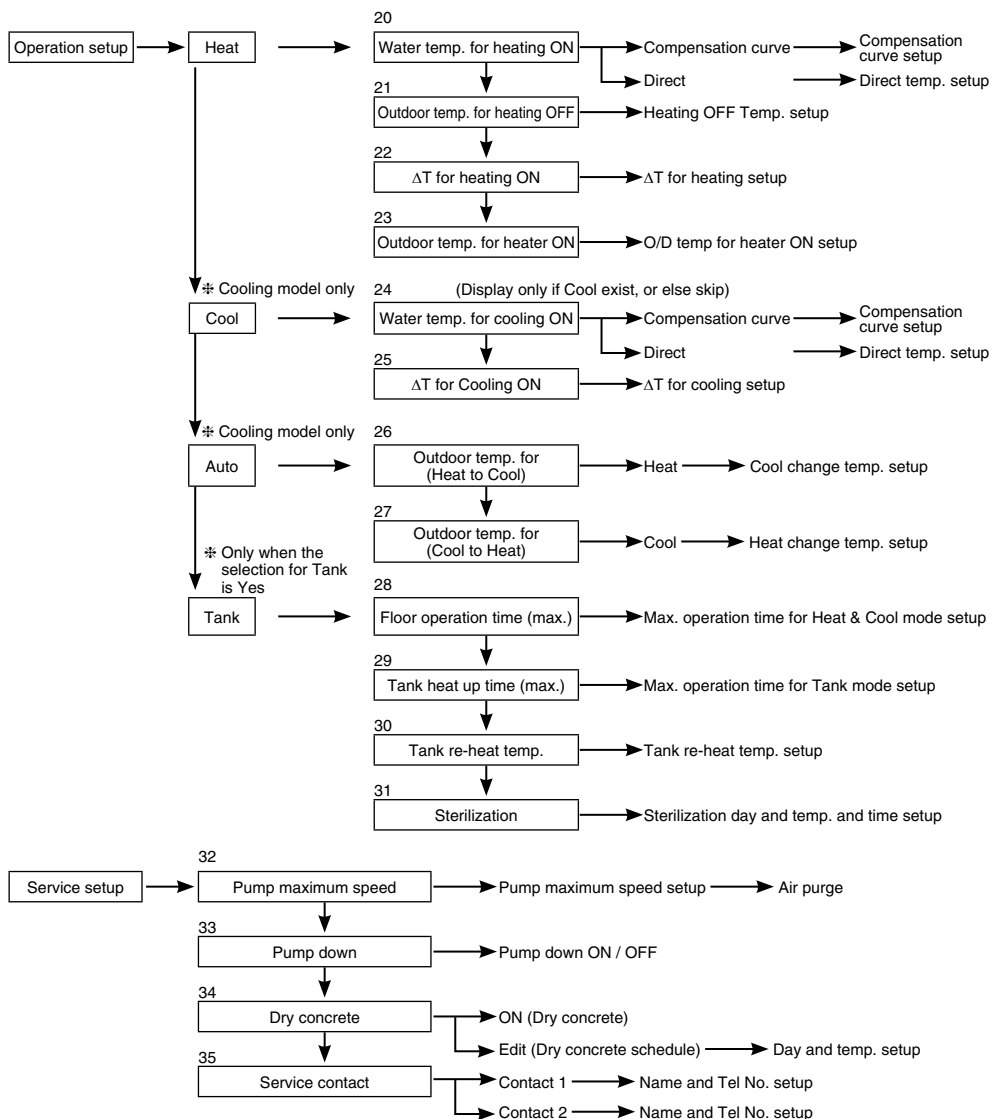 20
Operation setup
Heat
Water temp. for heating ON
Compensation curve
Compensation
curve setup
Direct
Direct temp. setup
21
Outdoor temp. for heating OFF
Heating OFF Temp. setup
22
ΔT for heating ON
ΔT for heating setup
23
Outdoor temp. for heater ON
O/D temp for heater ON setup
⁜ Cooling model only
24
(Display only if Cool exist, or else skip)
Cool
Water temp. for cooling ON
Compensation curve
Compensation
curve setup
Direct
Direct temp. setup
25
ΔT for Cooling ON
ΔT for cooling setup
⁜ Cooling model only
26
Auto
Outdoor temp. for
(Heat to Cool)
Heat
Cool change temp. setup
27
Outdoor temp. for
(Cool to Heat)
Cool
Heat change temp. setup
⁜ Only when the
selection for Tank
is Yes
28
Tank
Floor operation time (max.)
Max. operation time for Heat & Cool mode setup
29
Tank heat up time (max.)
Max. operation time for Tank mode setup
30
Tank re-heat temp.
Tank re-heat temp. setup
31
Sterilization
Sterilization day and temp. and time setup
32
Service setup
Pump maximum speed
Pump maximum speed setup
Air purge
33
Pump down
Pump down ON / OFF
34
Dry concrete
ON (Dry concrete)
Edit (Dry concrete schedule)
Day and temp. setup
35
Service contact
Contact 1
Name and Tel No. setup
Contact 2
Name and Tel No. setup